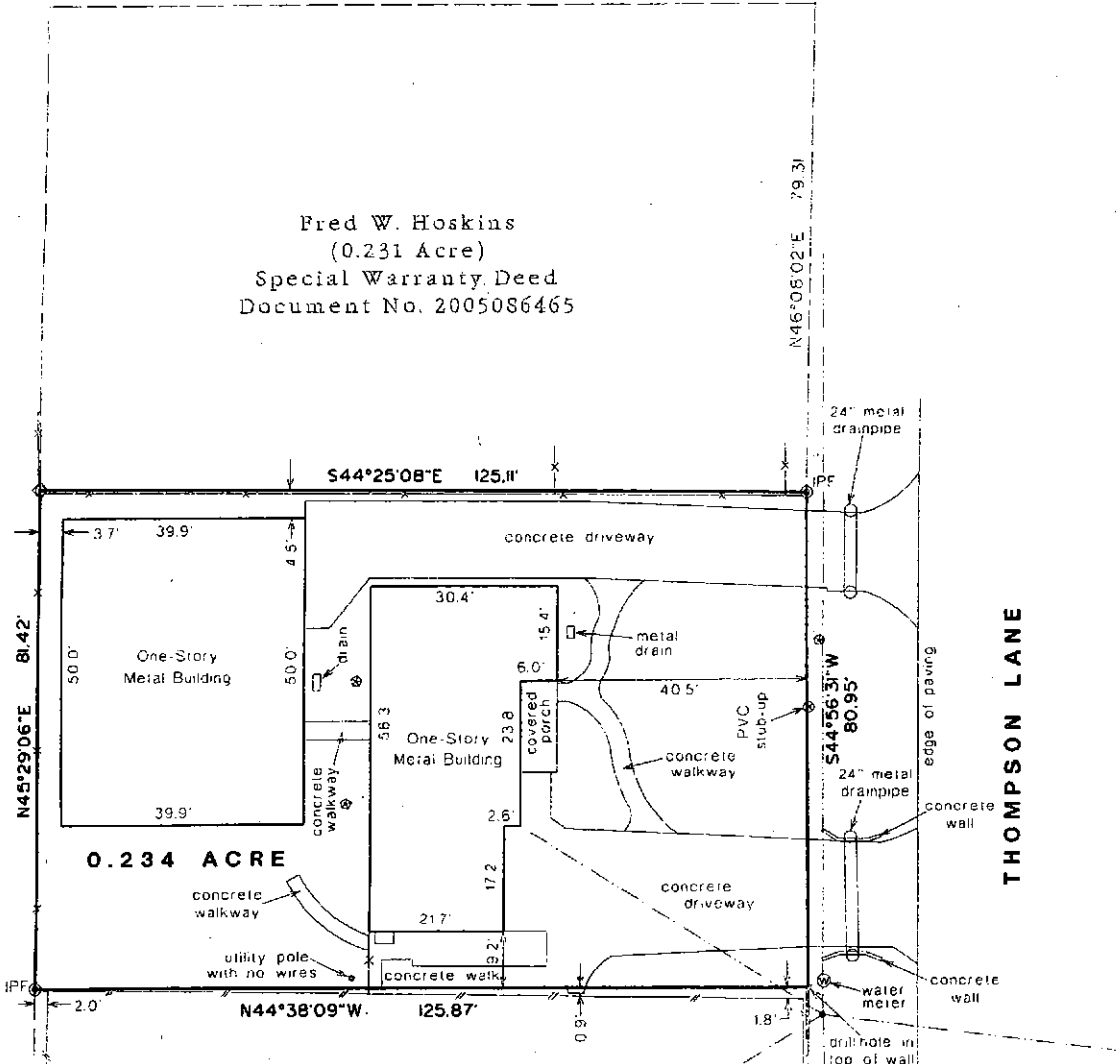 Fred W. Hoskins
(0.231 Acre)
Special Warranty Deed
Document No. 2005086465
N46°08'02"E 79.31
24" metal
drainpipe
S44°25'08"E 125.11'
IPF
3.7'
39.9'
4.5'
concrete driveway
30.4'
15.4'
metal
drain
drain
50.0'
One-Story
Metal Building
50.0'
6.0'
40.5'
N45°29'06"E 81.42'
56.3
One-Story
Metal Building
23.8
covered
porch
PVC
stub-up
S44°56'31"W
80.95'
edge of paving
THOMPSON LANE
concrete
walkway
concrete
walkway
24" metal
drainpipe
concrete
wall
39.9'
2.6'
0.234 ACRE
17.2
concrete
walkway
concrete
driveway
21.7'
9.2'
utility pole
with no wires
concrete walk
water
meter
concrete
wall
IPF
2.0'
N44°38'09"W 125.87'
0.9
1.8'
drill hole in
top of wall